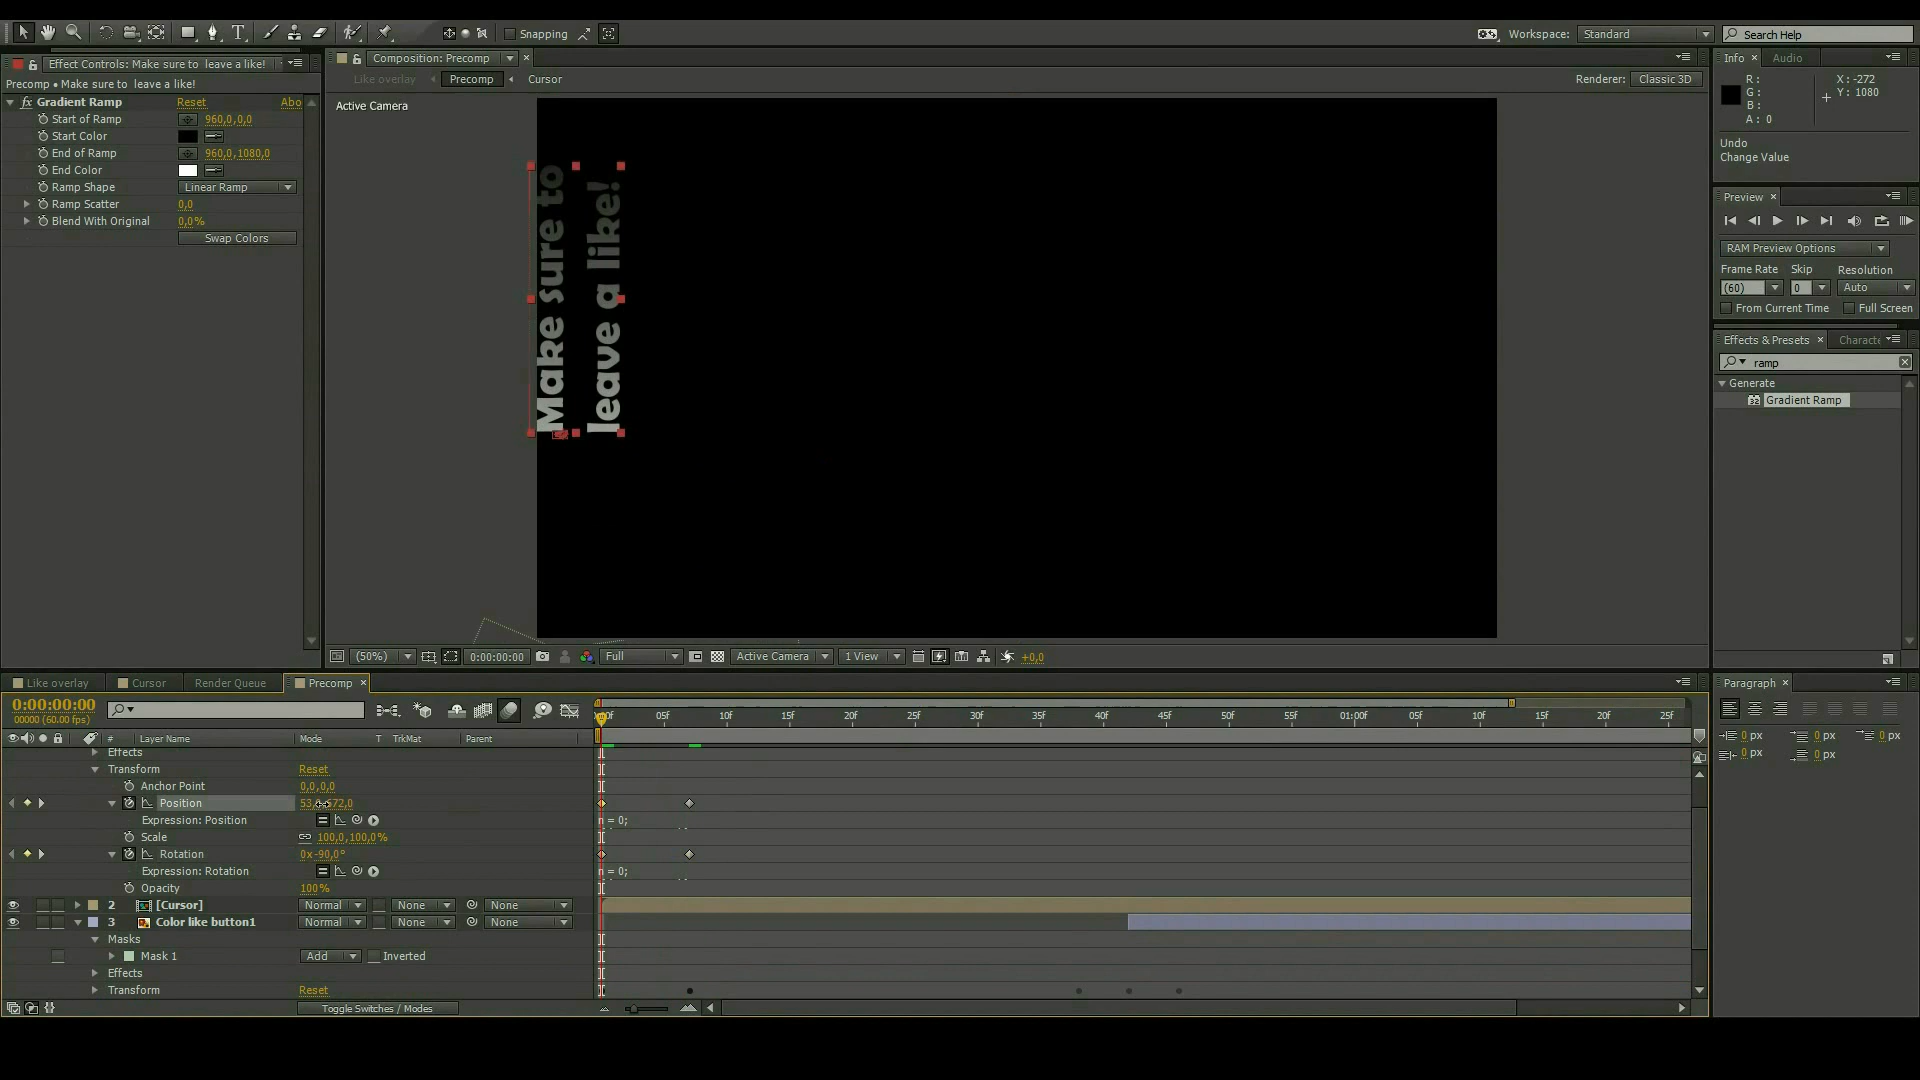 Snapping
Workspace: Standard
Search Help
Effect Controls: Make sure to leave a like!
Composition: Precomp
Info
Audio
Precomp • Make sure to leave a like!
Like overlay
Precomp
Cursor
Renderer: Classic 3D
Gradient Ramp
Reset
Abo
Active Camera
R :
X : -272
G :
Y : 1080
B :
A : 0
Start of Ramp
960,0,0,0
Start Color
End of Ramp
960,0,1080,0
End Color
Ramp Shape
Linear Ramp
Ramp Scatter
0,0
Blend With Original
0,0%
Swap Colors
Undo
Change Value
Make sure to
leave a like!
Preview
RAM Preview Options
Frame Rate
Skip
Resolution
(60)
0
Auto
From Current Time
Full Screen
Effects & Presets
Characte
ramp
Generate
32
Gradient Ramp
(50%)
0:00:00:00
Full
Active Camera
1 View
+0,0
Like overlay
Cursor
Render Queue
Precomp
Paragraph
0:00:00:00
00000 (60.00 fps)
05f
10f
15f
20f
25f
30f
35f
40f
45f
50f
55f
01:00f
05f
10f
15f
20f
25f
#
Layer Name
Mode
T
TrkMat
Parent
0 px
0 px
0 px
0 px
0 px
Effects
Transform
Reset
Anchor Point
0,0,0,0
Position
Expression: Position
n = 0;
Scale
100,0,100,0%
Rotation
0x-90,0°
Expression: Rotation
n = 0;
Opacity
100%
2
[Cursor]
Normal
None
None
3
Color like button1
Normal
None
None
Masks
Mask 1
Add
Inverted
Effects
Transform
Reset
Toggle Switches / Modes